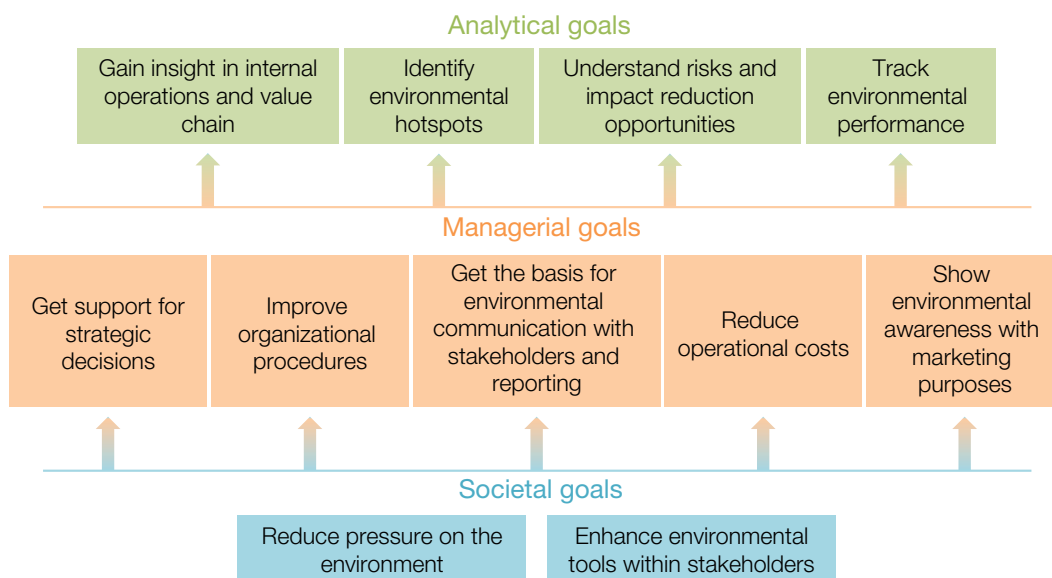 Analytical goals
Gain insight in internal
operations and value
chain
Identify
environmental
hotspots
Understand risks and
impact reduction
opportunities
Track
environmental
performance
Managerial goals
Get support for
strategic
decisions
Improve
organizational
procedures
Get the basis for
environmental
communication with
stakeholders and
reporting
Reduce
operational costs
Show
environmental
awareness with
marketing
purposes
Societal goals
Reduce pressure on the
environment
Enhance environmental
tools within stakeholders